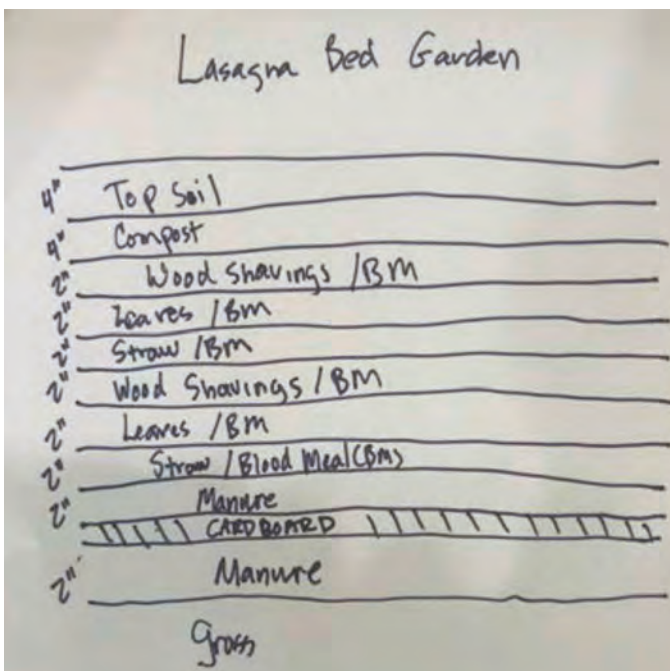 Lasagna Bed Garden
4" Top Soil
4" Compost
2" Wood Shavings /BM
2" Leaves /BM
2" Straw /BM
2" Wood Shavings /BM
2" Leaves /BM
2" Straw /Blood Meal(BM)
2" Manure
CARDBOARD
2" Manure
Grass